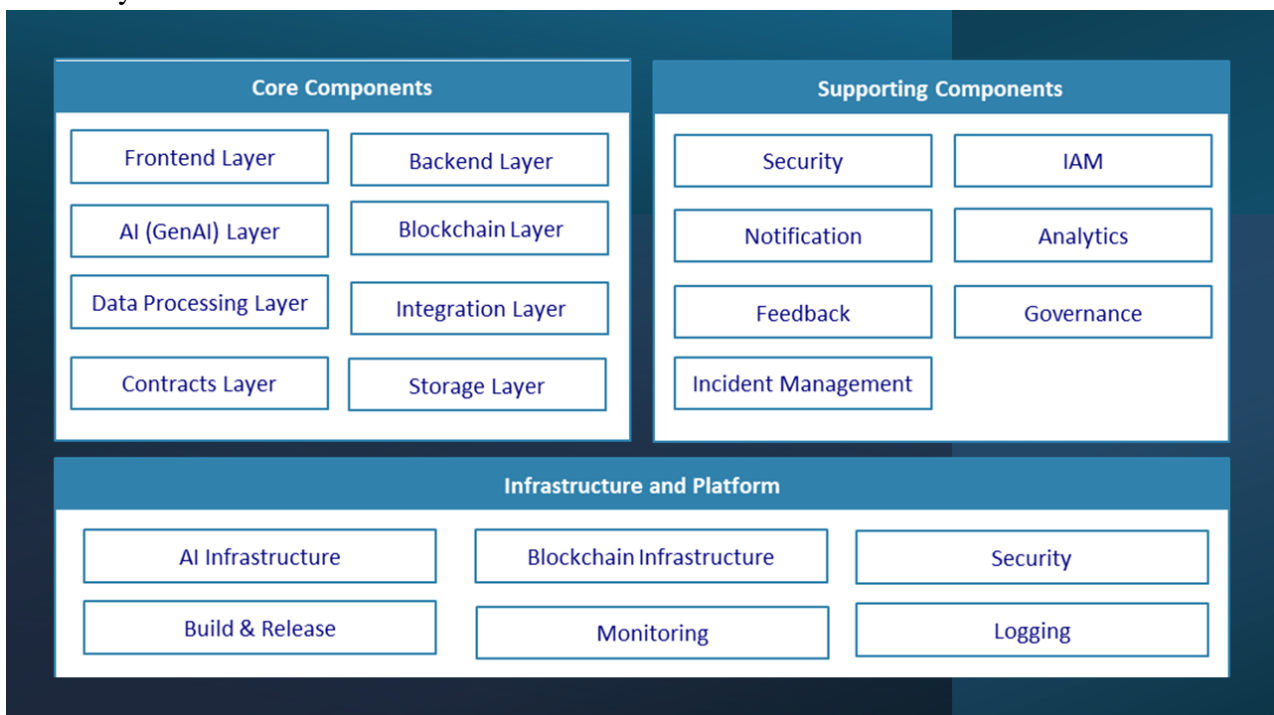 Core Components
Frontend Layer
Backend Layer
AI (GenAI) Layer
Blockchain Layer
Data Processing Layer
Integration Layer
Contracts Layer
Storage Layer
Supporting Components
Security
IAM
Notification
Analytics
Feedback
Governance
Incident Management
Infrastructure and Platform
AI Infrastructure
Blockchain Infrastructure
Security
Build & Release
Monitoring
Logging